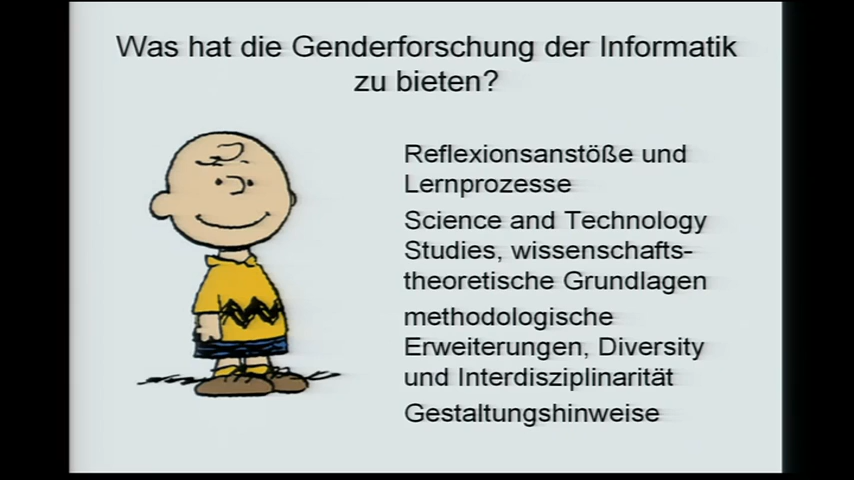 Was hat die Genderforschung der Informatik
zu bieten?
Reflexionsanstöße und
Lernprozesse
Science and Technology
Studies, wissenschafts-
theoretische Grundlagen
methodologische
Erweiterungen, Diversity
und Interdisziplinarität
Gestaltungshinweise